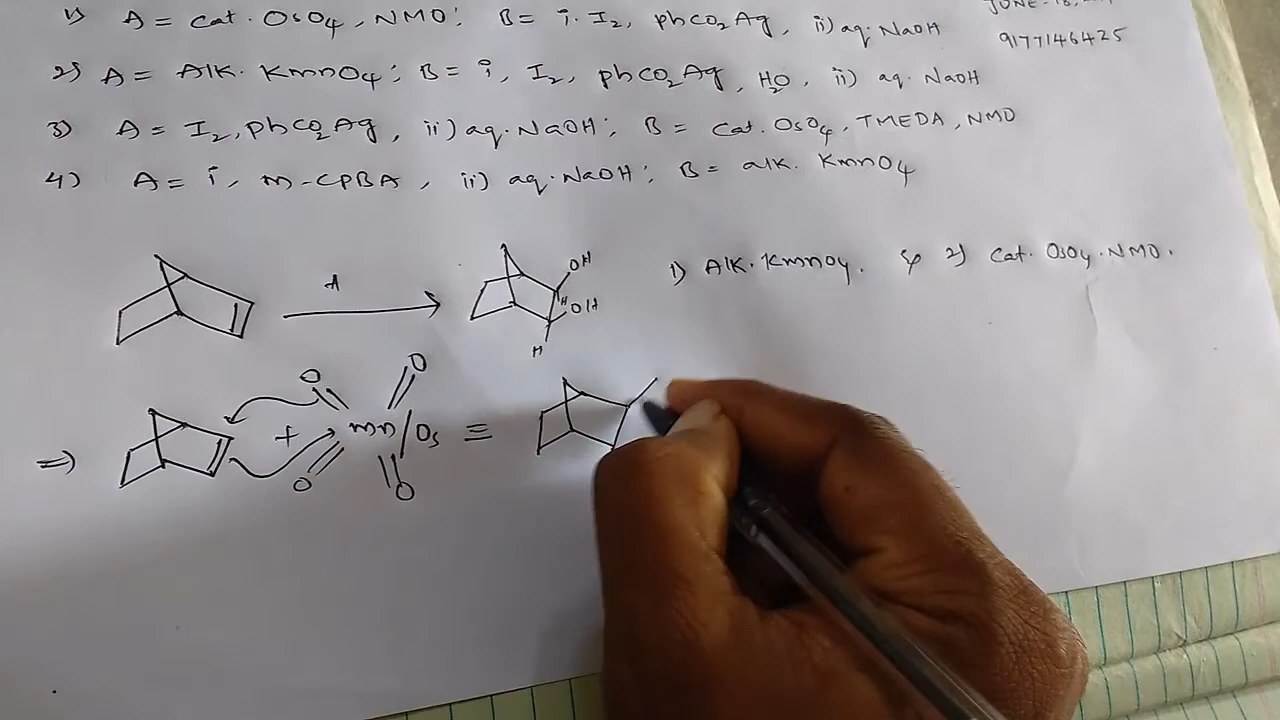 1) A = Cat. OsO4, NMO; B = i. I2, phCO2Ag, ii) aq. NaOH
9177146425
2) A = Alk. KmnO4; B = i, I2, phCO2Ag, H2O, ii) aq. NaOH
3) A = I2, phCO2Ag, ii) aq. NaOH; B = Cat. OsO4, TMEDA, NMO
4) A = i, m-CPBA, ii) aq. NaOH; B = alk. KmnO4
A
OH
H OH
H
1) Alk. KmnO4. & 2) Cat. OsO4. NMO.
=> + O O mn/Os O O ≡